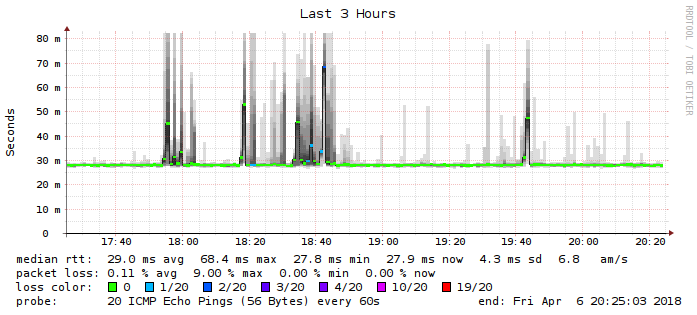 Last 3 Hours
RRDTOOL / TOBI OETIKER
Seconds
80 m
70 m
60 m
50 m
40 m
30 m
20 m
10 m
0
17:40 18:00 18:20 18:40 19:00 19:20 19:40 20:00 20:20
median rtt: 29.0 ms avg 68.4 ms max 27.8 ms min 27.9 ms now 4.3 ms sd 6.8 am/s
packet loss: 0.11 % avg 9.00 % max 0.00 % min 0.00 % now
loss color: 0 1/20 2/20 3/20 4/20 10/20 19/20
probe: 20 ICMP Echo Pings (56 Bytes) every 60s end: Fri Apr 6 20:25:03 2018